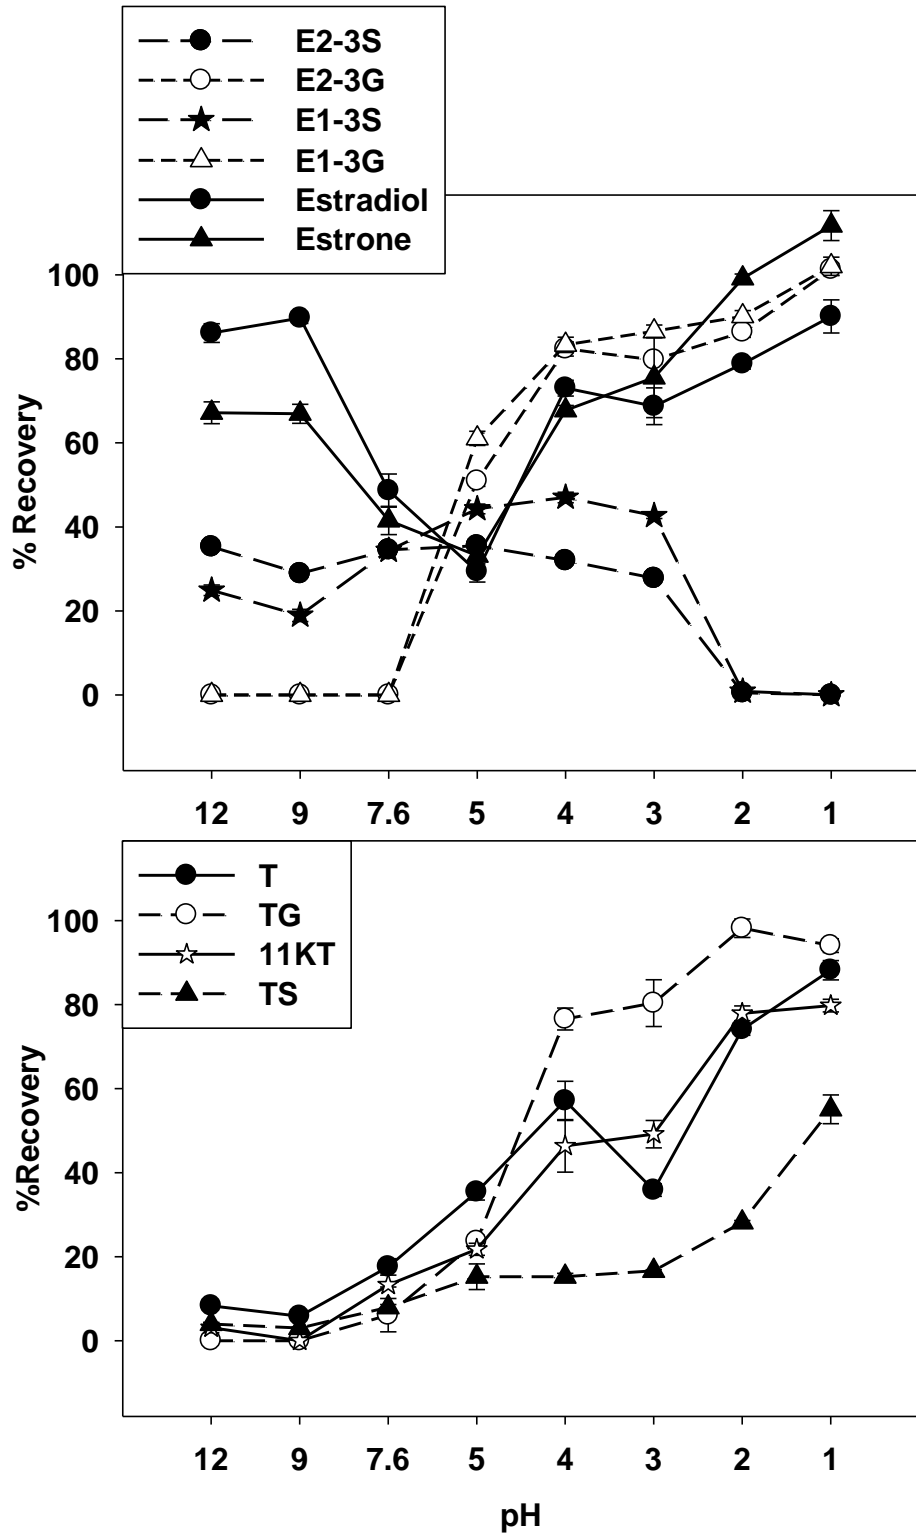 E2-3S
E2-3G
E1-3S
E1-3G
Estradiol
Estrone
% Recovery
100
80
60
40
20
0
12 9 7.6 5 4 3 2 1
T
TG
11KT
TS
%Recovery
100
80
60
40
20
0
12 9 7.6 5 4 3 2 1
pH